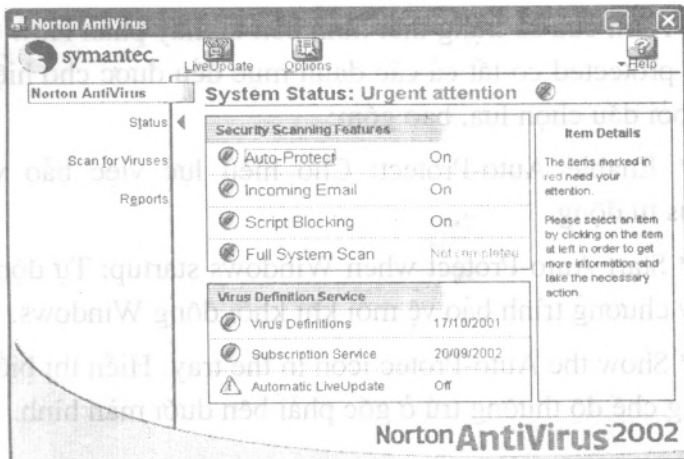 Norton AntiVirus
symantec.
LiveUpdate Options Help
Norton AntiVirus
Status
Scan for Viruses
Reports
System Status: Urgent attention
Security Scanning Features
Auto-Protect On
Incoming Email On
Script Blocking On
Full System Scan Not completed
Virus Definition Service
Virus Definitions 17/10/2001
Subscription Service 20/09/2002
Automatic LiveUpdate Off
Item Details
The items marked in
red need your
attention.
Please select an item
by clicking on the item
at left in order to get
more information and
take the necessary
action.
Norton AntiVirus 2002